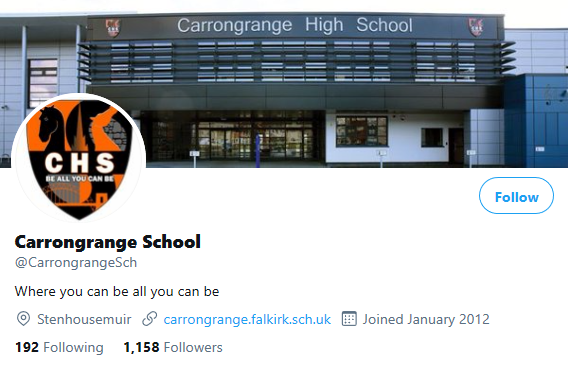 Carrongrange High School
CHS
BE ALL YOU CAN BE
Follow
Carrongrange School
@CarrongrangeSch
Where you can be all you can be
Stenhousemuir carrongrange.falkirk.sch.uk Joined January 2012
192 Following 1,158 Followers